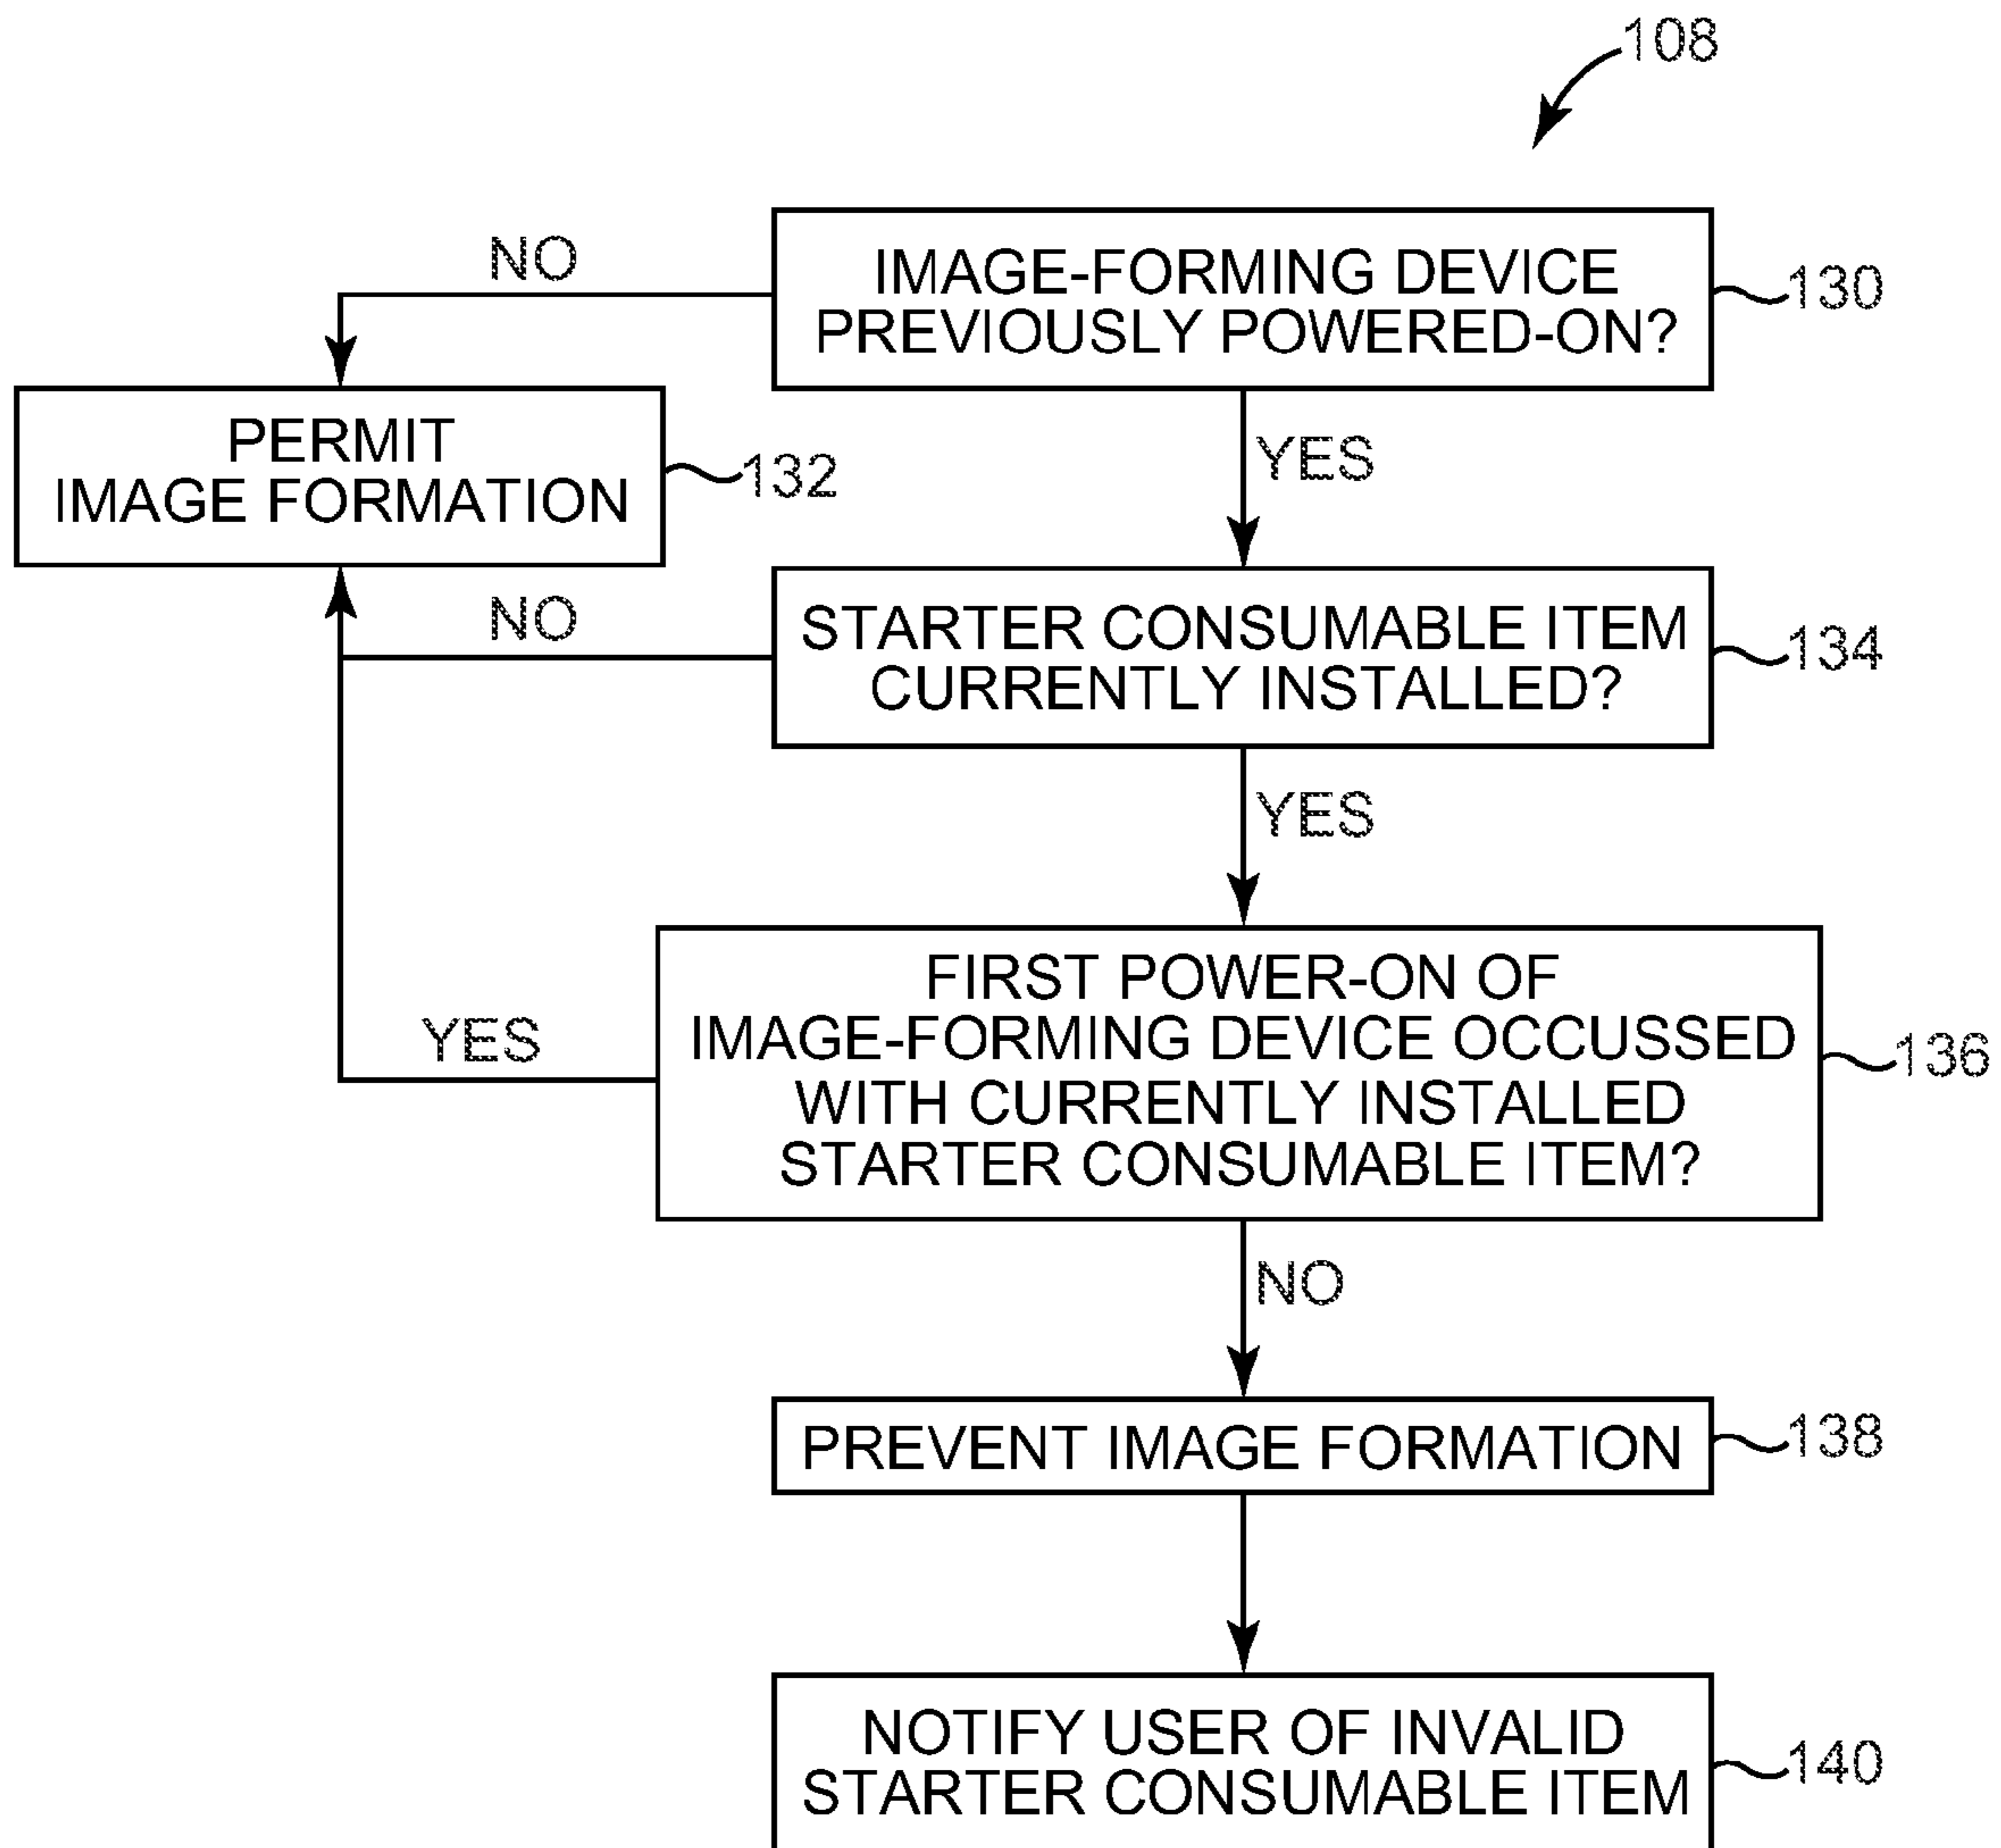 108
IMAGE-FORMING DEVICE
PREVIOUSLY POWERED-ON?
130
NO
YES
PERMIT
IMAGE FORMATION
132
STARTER CONSUMABLE ITEM
CURRENTLY INSTALLED?
134
NO
YES
FIRST POWER-ON OF
IMAGE-FORMING DEVICE OCCUSSED
WITH CURRENTLY INSTALLED
STARTER CONSUMABLE ITEM?
136
YES
NO
PREVENT IMAGE FORMATION
138
NOTIFY USER OF INVALID
STARTER CONSUMABLE ITEM
140